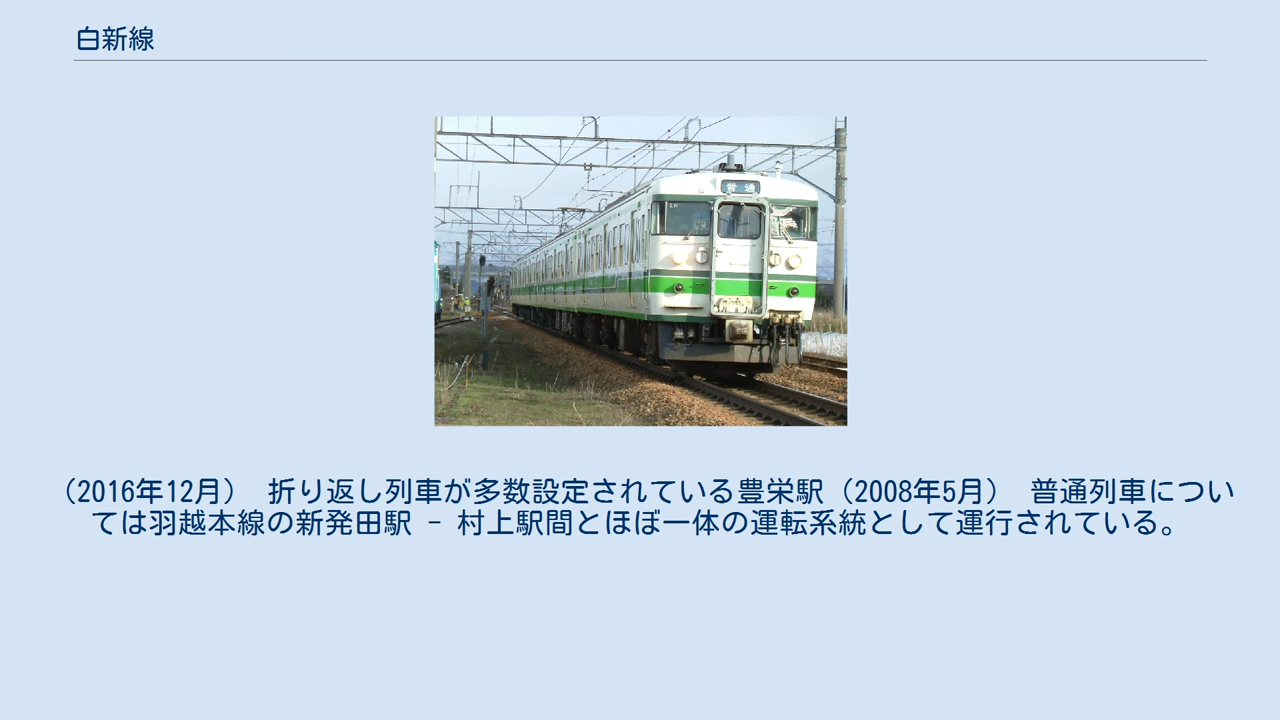 白新線
普通
（2016年12月） 折り返し列車が多数設定されている豊栄駅（2008年5月） 普通列車につい
ては羽越本線の新発田駅 - 村上駅間とほぼ一体の運転系統として運行されている。